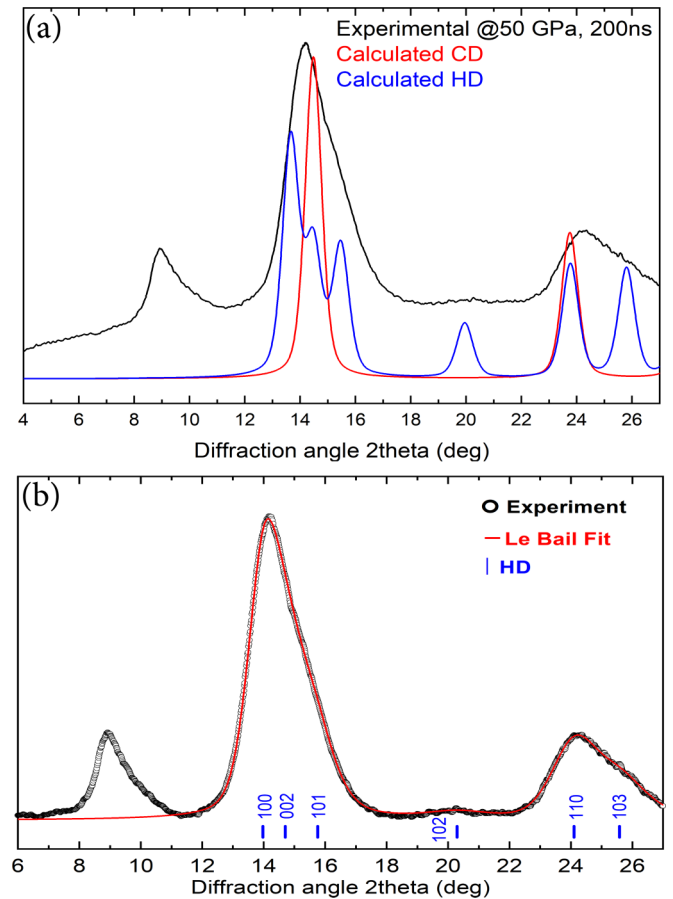 (a)
Experimental @50 GPa, 200ns
Calculated CD
Calculated HD
4 6 8 10 12 14 16 18 20 22 24 26
Diffraction angle 2theta (deg)
(b)
Experiment
Le Bail Fit
HD
100 002 101 102 110 103
6 8 10 12 14 16 18 20 22 24 26
Diffraction angle 2theta (deg)